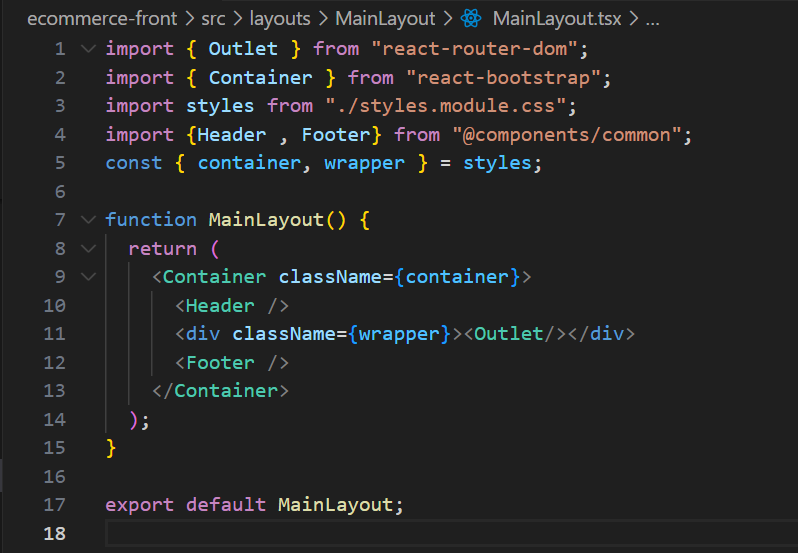 ecommerce-front > src > layouts > MainLayout > MainLayout.tsx > ...
1 import { Outlet } from "react-router-dom";
2 import { Container } from "react-bootstrap";
3 import styles from "./styles.module.css";
4 import {Header , Footer} from "@components/common";
5 const { container, wrapper } = styles;
6
7 function MainLayout() {
8   return (
9     <Container className={container}>
10       <Header />
11       <div className={wrapper}><Outlet/></div>
12       <Footer />
13     </Container>
14   );
15 }
16
17 export default MainLayout;
18